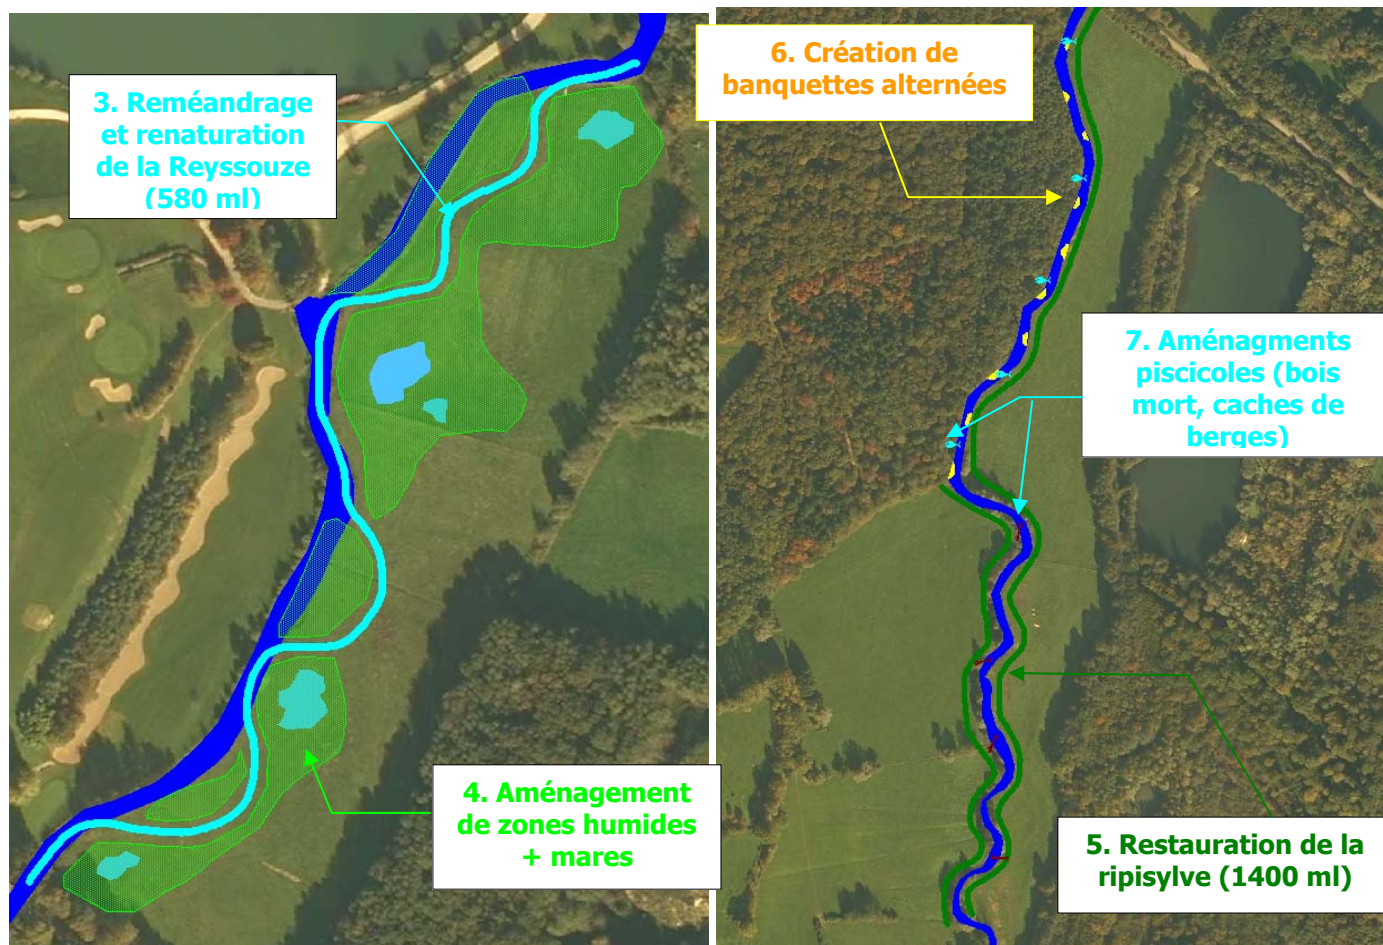 3. Reméandrage
et renaturation
de la Reyssouze
(580 ml)
4. Aménagement
de zones humides
+ mares
6. Création de
banquettes alternées
7. Aménagments
piscicoles (bois
mort, caches de
berges)
5. Restauration de la
ripisylve (1400 ml)